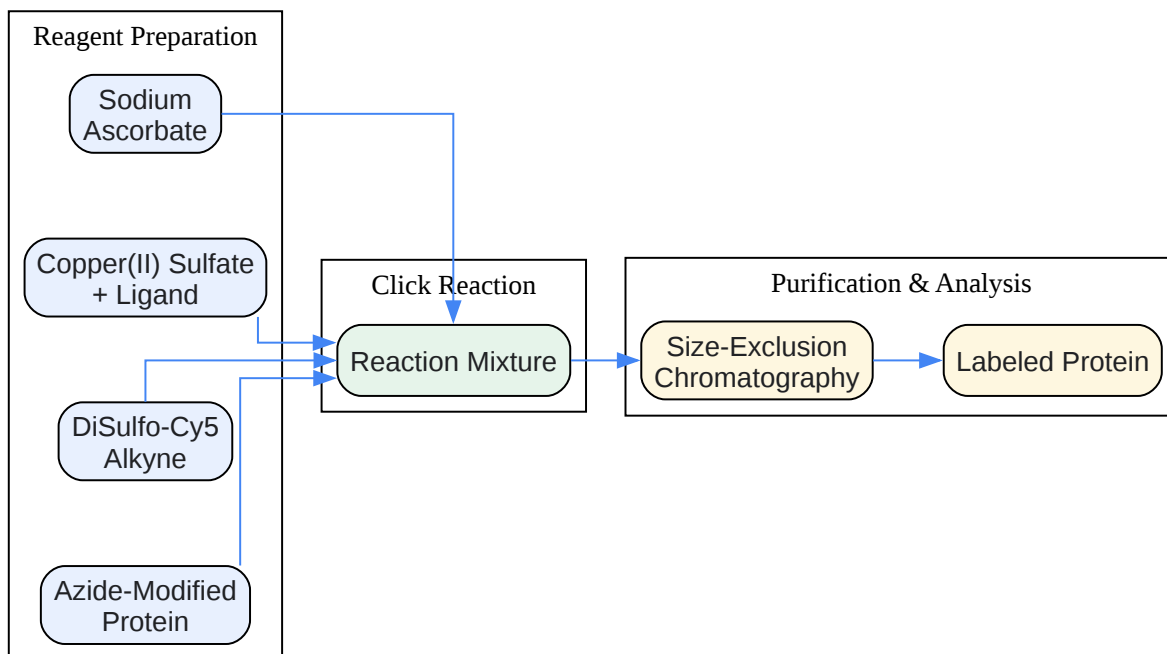 Reagent Preparation
Sodium
Ascorbate
Copper(II) Sulfate
+ Ligand
DiSulfo-Cy5
Alkyne
Azide-Modified
Protein
Click Reaction
Reaction Mixture
Purification & Analysis
Size-Exclusion
Chromatography
Labeled Protein